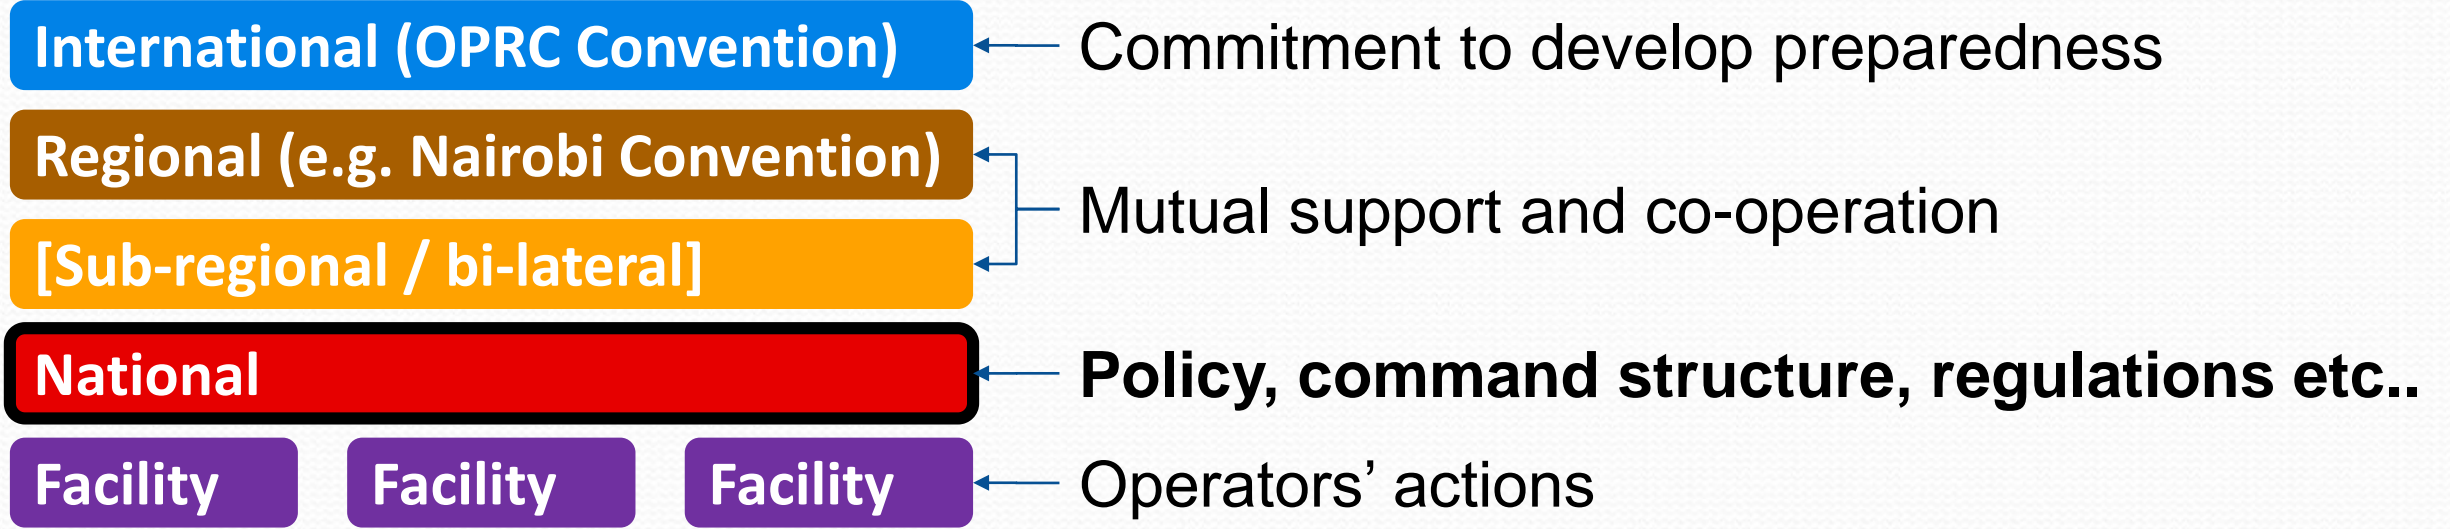 International (OPRC Convention)
Commitment to develop preparedness
Regional (e.g. Nairobi Convention)
Mutual support and co-operation
[Sub-regional / bi-lateral]
National
Policy, command structure, regulations etc..
Facility Facility Facility
Operators’ actions